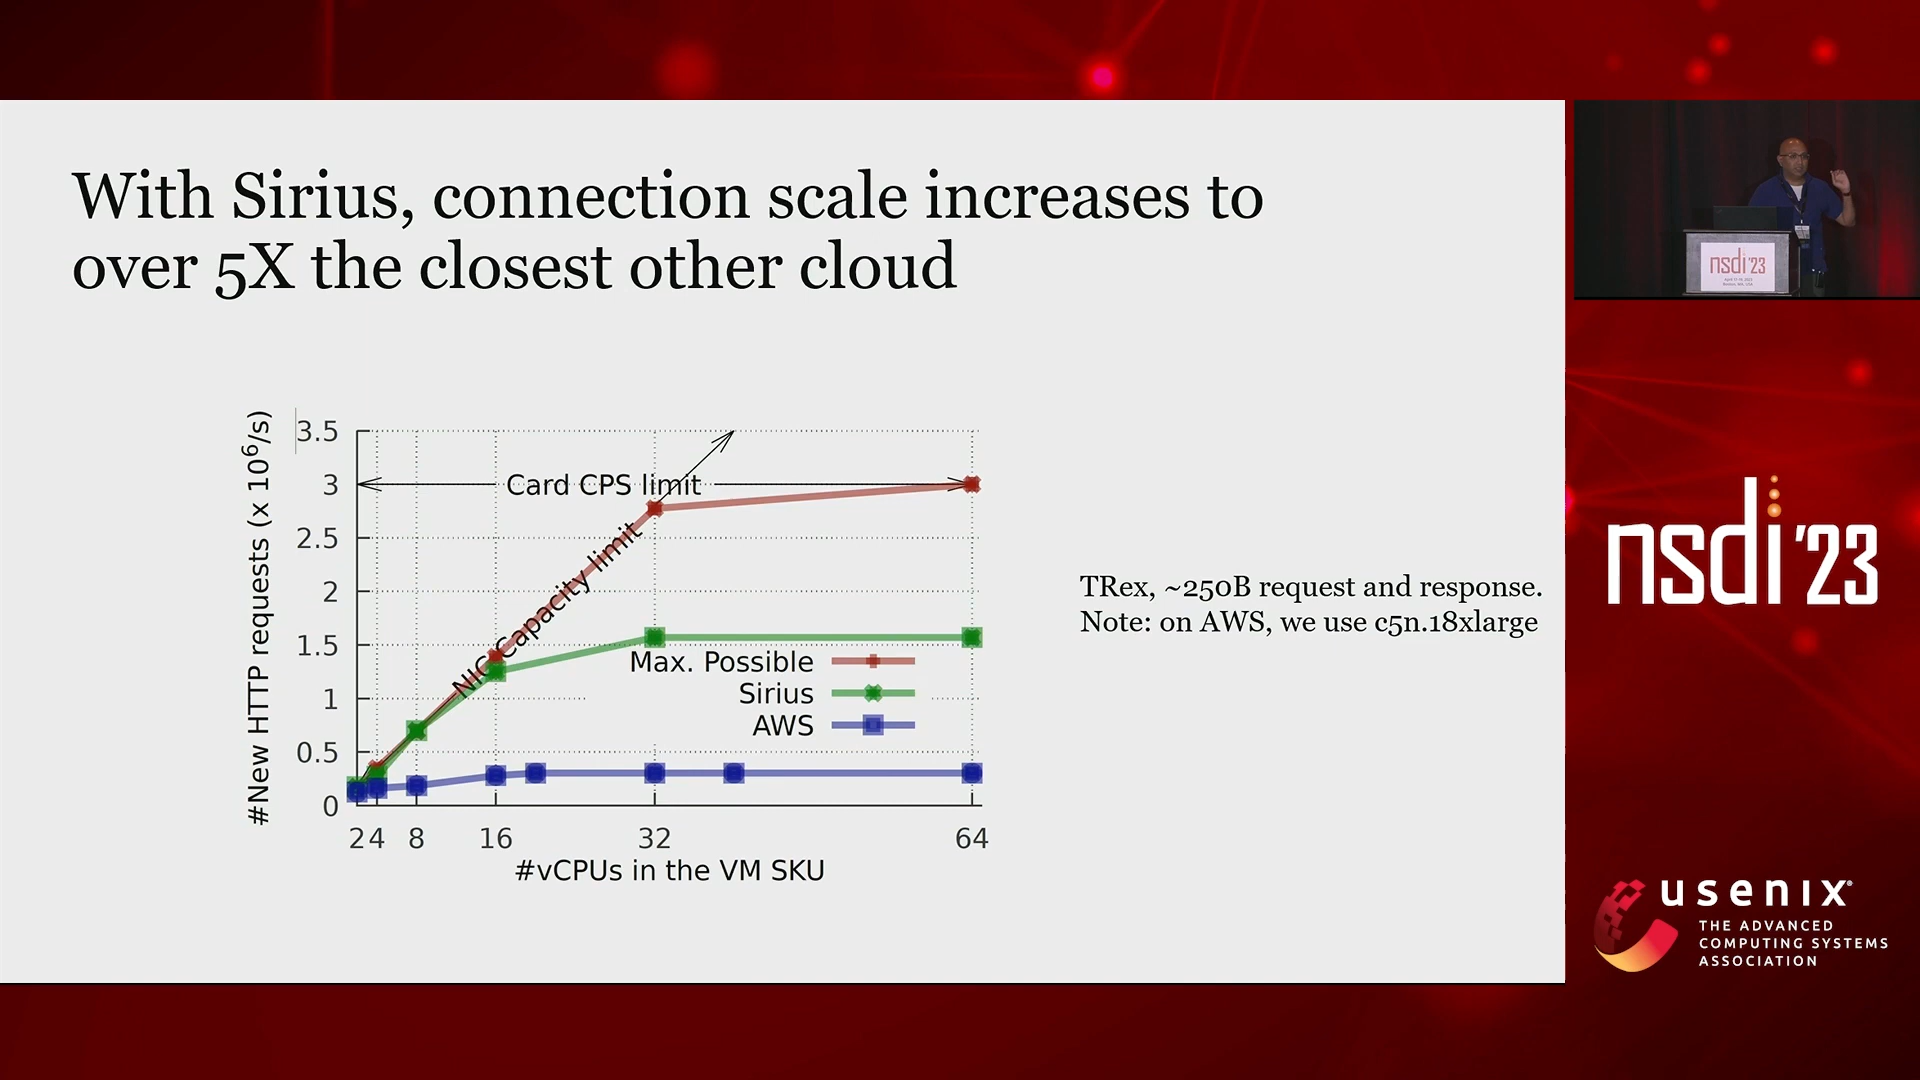 With Sirius, connection scale increases to
over 5X the closest other cloud
#New HTTP requests (x 10⁶/s)
3.5
3
2.5
2
1.5
1
0.5
0
Card CPS limit
NIC Capacity limit
Max. Possible
Sirius
AWS
2 4 8 16 32 64
#vCPUs in the VM SKU
TRex, ~250B request and response.
Note: on AWS, we use c5n.18xlarge
nsdi '23
nsdi '23
usenix®
THE ADVANCED
COMPUTING SYSTEMS
ASSOCIATION